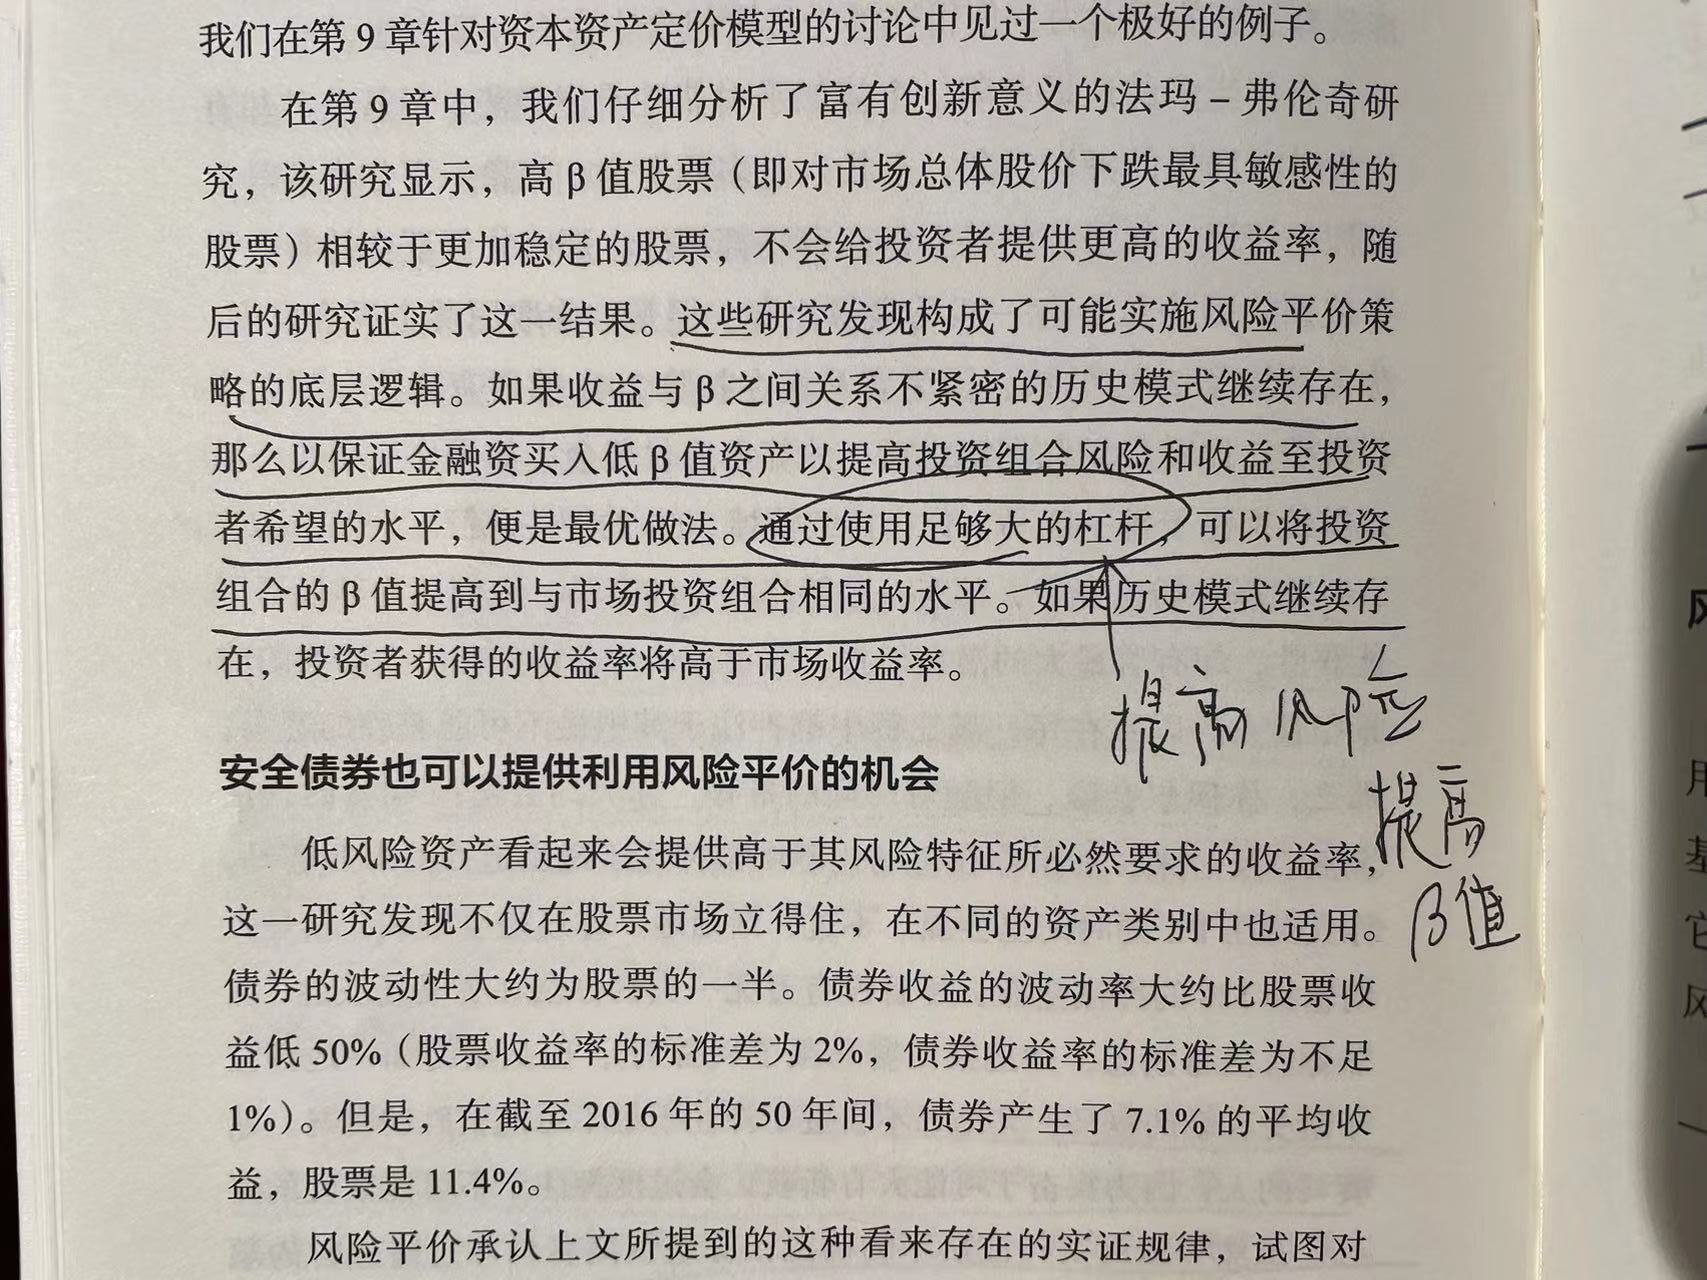 我们在第 9 章针对资本资产定价模型的讨论中见过一个极好的例子。
在第 9 章中，我们仔细分析了富有创新意义的法玛－弗伦奇研
究，该研究显示，高 β 值股票（即对市场总体股价下跌最具敏感性的
股票）相较于更加稳定的股票，不会给投资者提供更高的收益率，随
后的研究证实了这一结果。这些研究发现构成了可能实施风险平价策
略的底层逻辑。如果收益与 β 之间关系不紧密的历史模式继续存在，
那么以保证金融资买入低 β 值资产以提高投资组合风险和收益至投资
者希望的水平，便是最优做法。通过使用足够大的杠杆，可以将投资
组合的 β 值提高到与市场投资组合相同的水平。如果历史模式继续存
在，投资者获得的收益率将高于市场收益率。
提高风险
提高
β值
安全债券也可以提供利用风险平价的机会
低风险资产看起来会提供高于其风险特征所必然要求的收益率，
这一研究发现不仅在股票市场立得住，在不同的资产类别中也适用。
债券的波动性大约为股票的一半。债券收益的波动率大约比股票收
益低 50%（股票收益率的标准差为 2%，债券收益率的标准差为不足
1%）。但是，在截至 2016 年的 50 年间，债券产生了 7.1% 的平均收
益，股票是 11.4%。
风险平价承认上文所提到的这种看来存在的实证规律，试图对